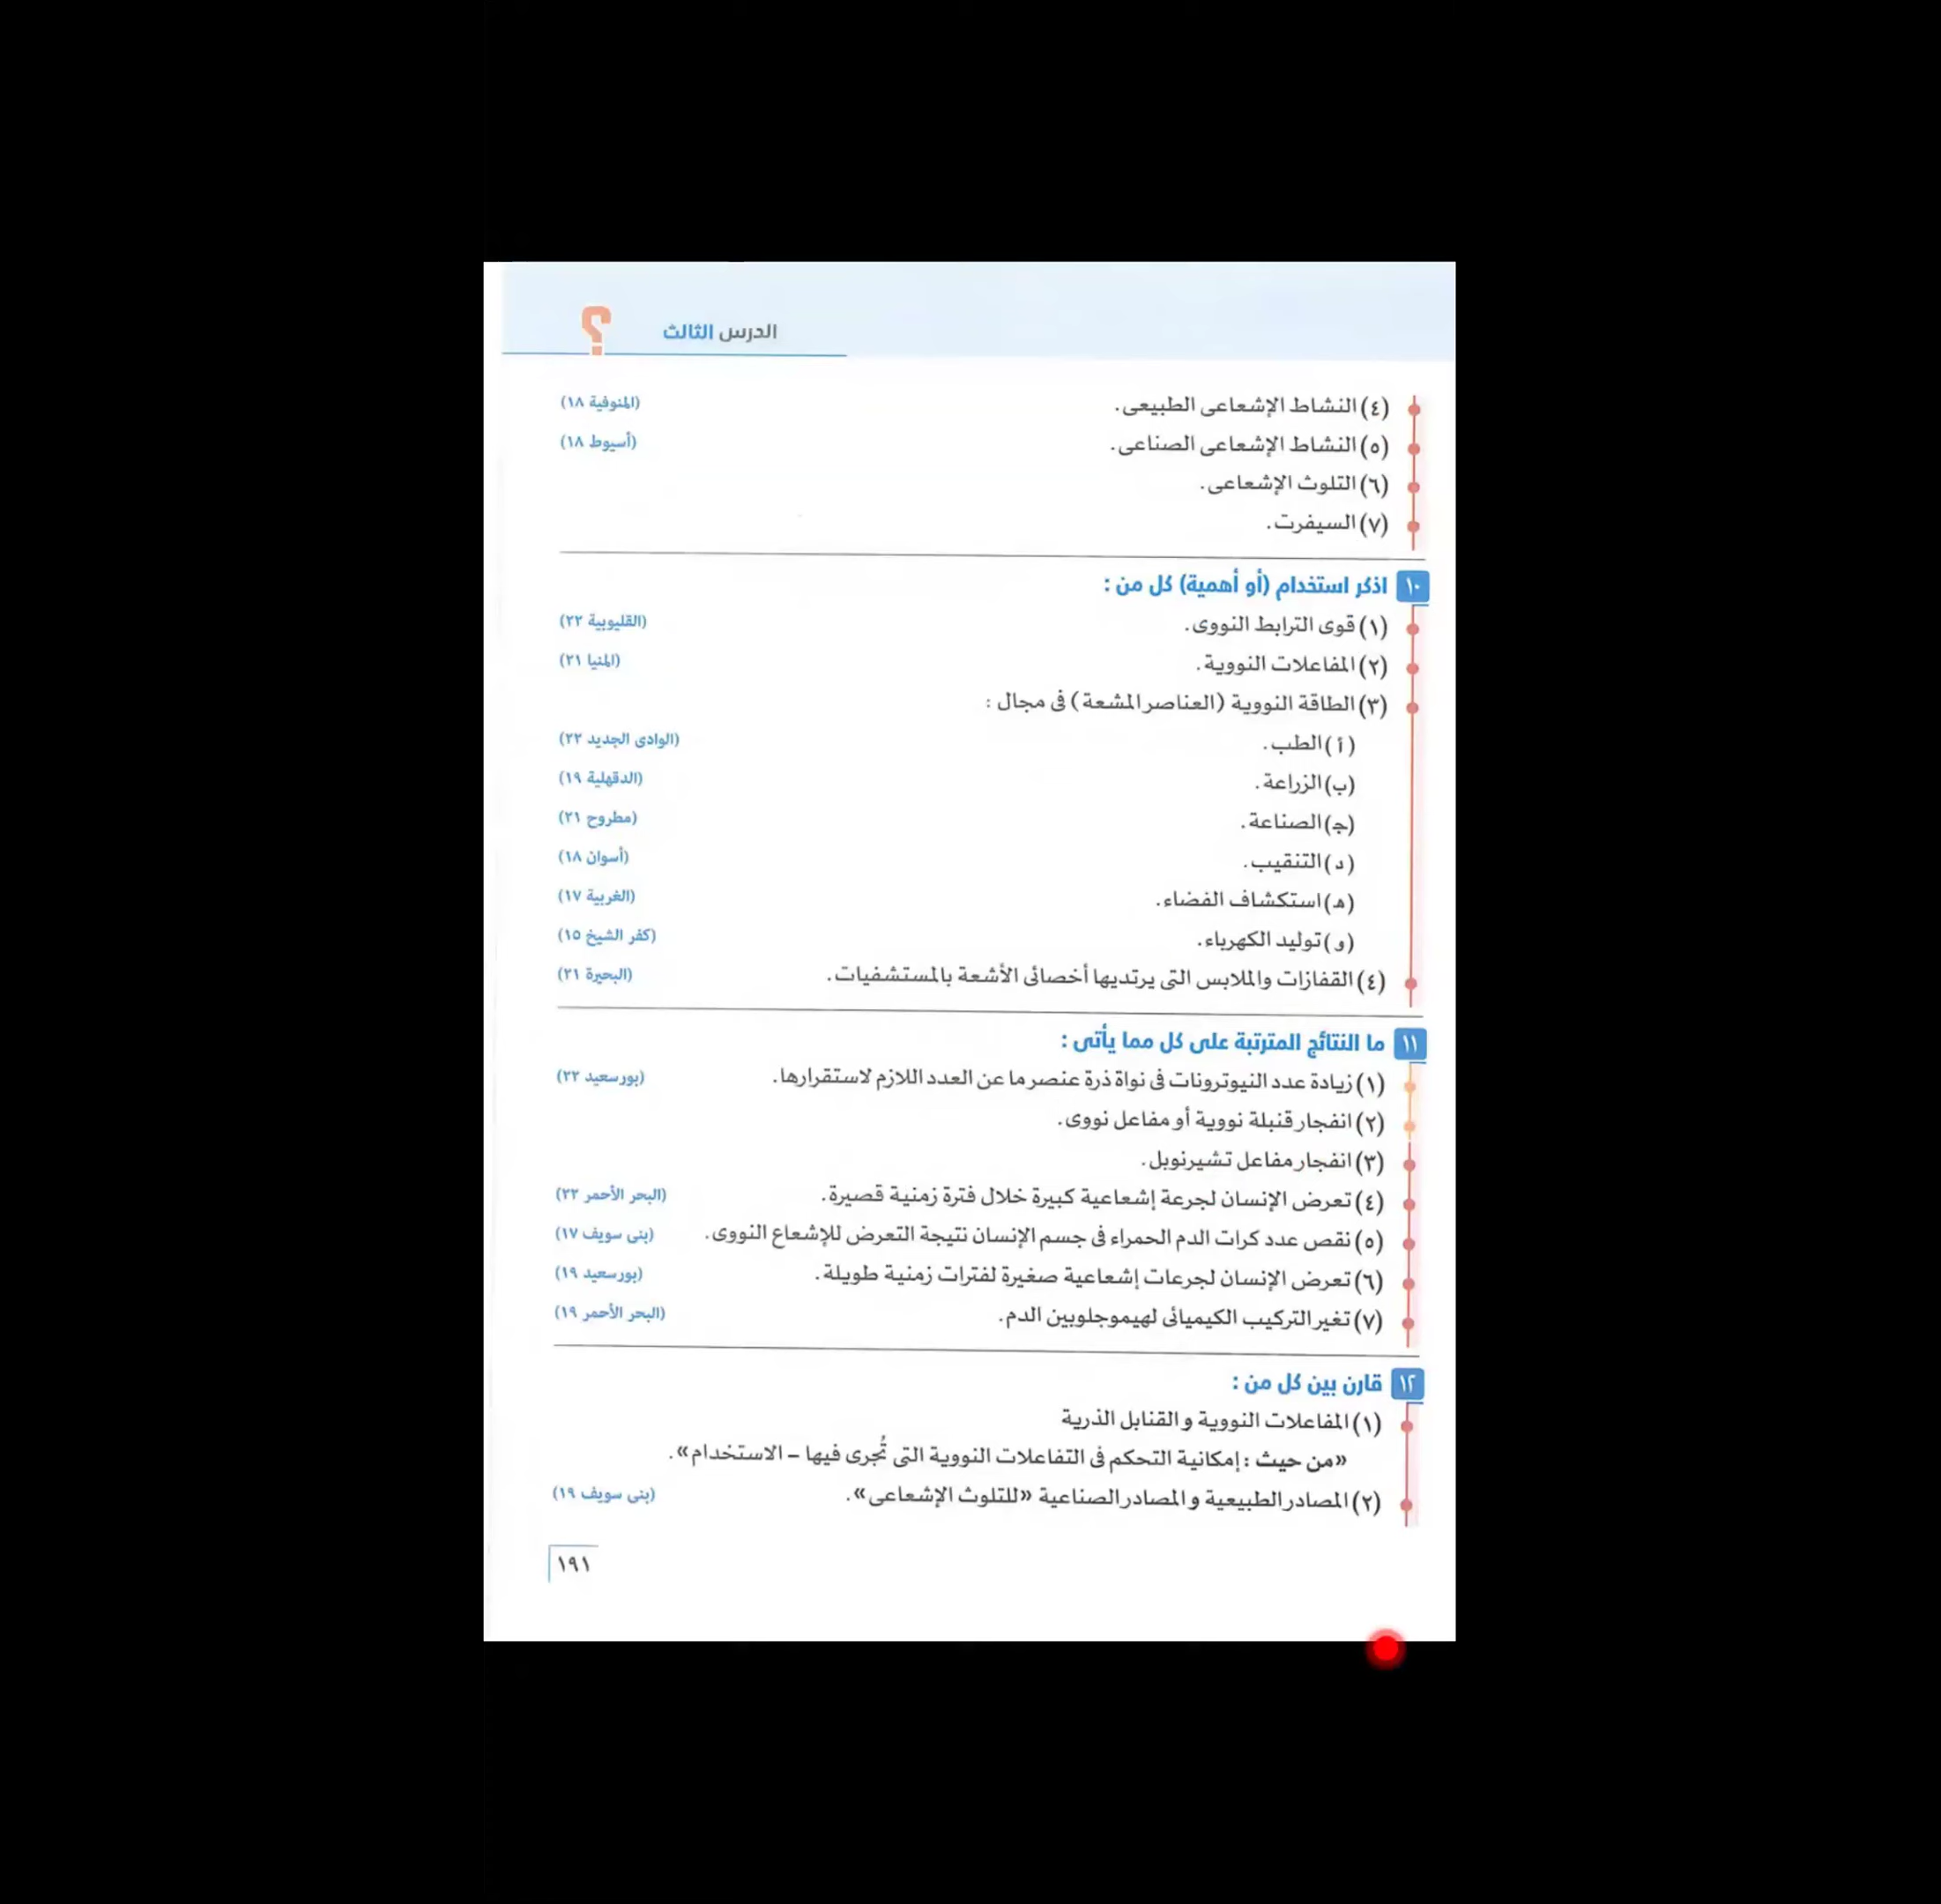 الدرس الثالث
؟
(٤) النشاط الإشعاعى الطبيعى. (المنوفية ١٨)
(٥) النشاط الإشعاعى الصناعى. (أسيوط ١٨)
(٦) التلوث الإشعاعى.
(٧) السيفرت.
١٠ اذكر استخدام (أو أهمية) كل من :
(١) قوى الترابط النووى. (القليوبية ٢٢)
(٢) المفاعلات النووية. (المنيا ٢١)
(٣) الطاقة النووية (العناصر المشعة) فى مجال :
(أ) الطب. (الوادى الجديد ٢٢)
(ب) الزراعة. (الدقهلية ١٩)
(ج) الصناعة. (مطروح ٢١)
(د) التنقيب. (أسوان ١٨)
(هـ) استكشاف الفضاء. (الغربية ١٧)
(و) توليد الكهرباء. (كفر الشيخ ١٥)
(٤) القفازات والملابس التى يرتديها أخصائى الأشعة بالمستشفيات. (البحيرة ٢١)
١١ ما النتائج المترتبة على كل مما يأتى :
(١) زيادة عدد النيوترونات فى نواة ذرة عنصر ما عن العدد اللازم لاستقرارها. (بورسعيد ٢٢)
(٢) انفجار قنبلة نووية أو مفاعل نووى.
(٣) انفجار مفاعل تشيرنوبل.
(٤) تعرض الإنسان لجرعة إشعاعية كبيرة خلال فترة زمنية قصيرة. (البحر الأحمر ٢٢)
(٥) نقص عدد كرات الدم الحمراء فى جسم الإنسان نتيجة التعرض للإشعاع النووى. (بنى سويف ١٧)
(٦) تعرض الإنسان لجرعات إشعاعية صغيرة لفترات زمنية طويلة. (بورسعيد ١٩)
(٧) تغير التركيب الكيميائى لهيموجلوبين الدم. (البحر الأحمر ١٩)
١٢ قارن بين كل من :
(١) المفاعلات النووية و القنابل الذرية
«من حيث : إمكانية التحكم فى التفاعلات النووية التى تُجرى فيها – الاستخدام».
(٢) المصادر الطبيعية و المصادر الصناعية «للتلوث الإشعاعى». (بنى سويف ١٩)
١٩١